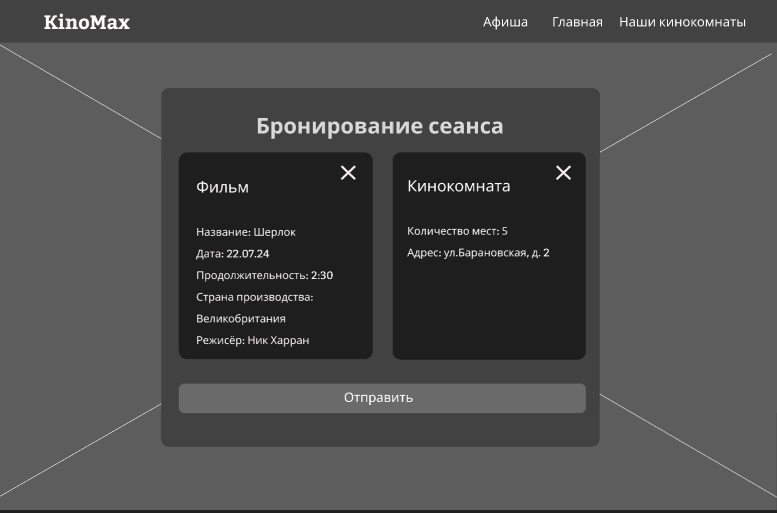 KinoMax
Афиша
Главная
Наши кинокомнаты
Бронирование сеанса
Фильм
Название: Шерлок
Дата: 22.07.24
Продолжительность: 2:30
Страна производства:
Великобритания
Режисёр: Ник Харран
Кинокомната
Количество мест: 5
Адрес: ул.Барановская, д. 2
Отправить